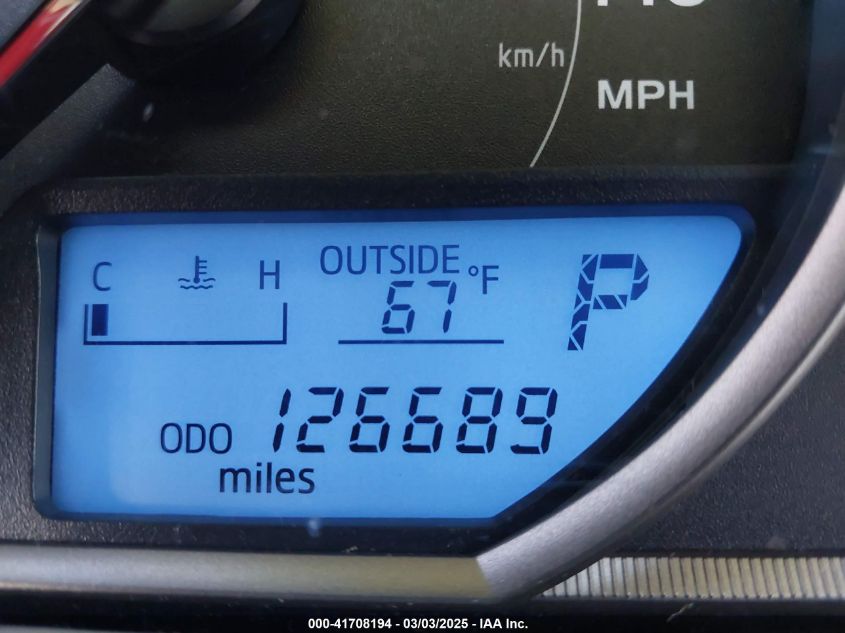 km/h
MPH
C H OUTSIDE °F
67
P
ODO 126689
miles
000-41708194 - 03/03/2025 - IAA Inc.